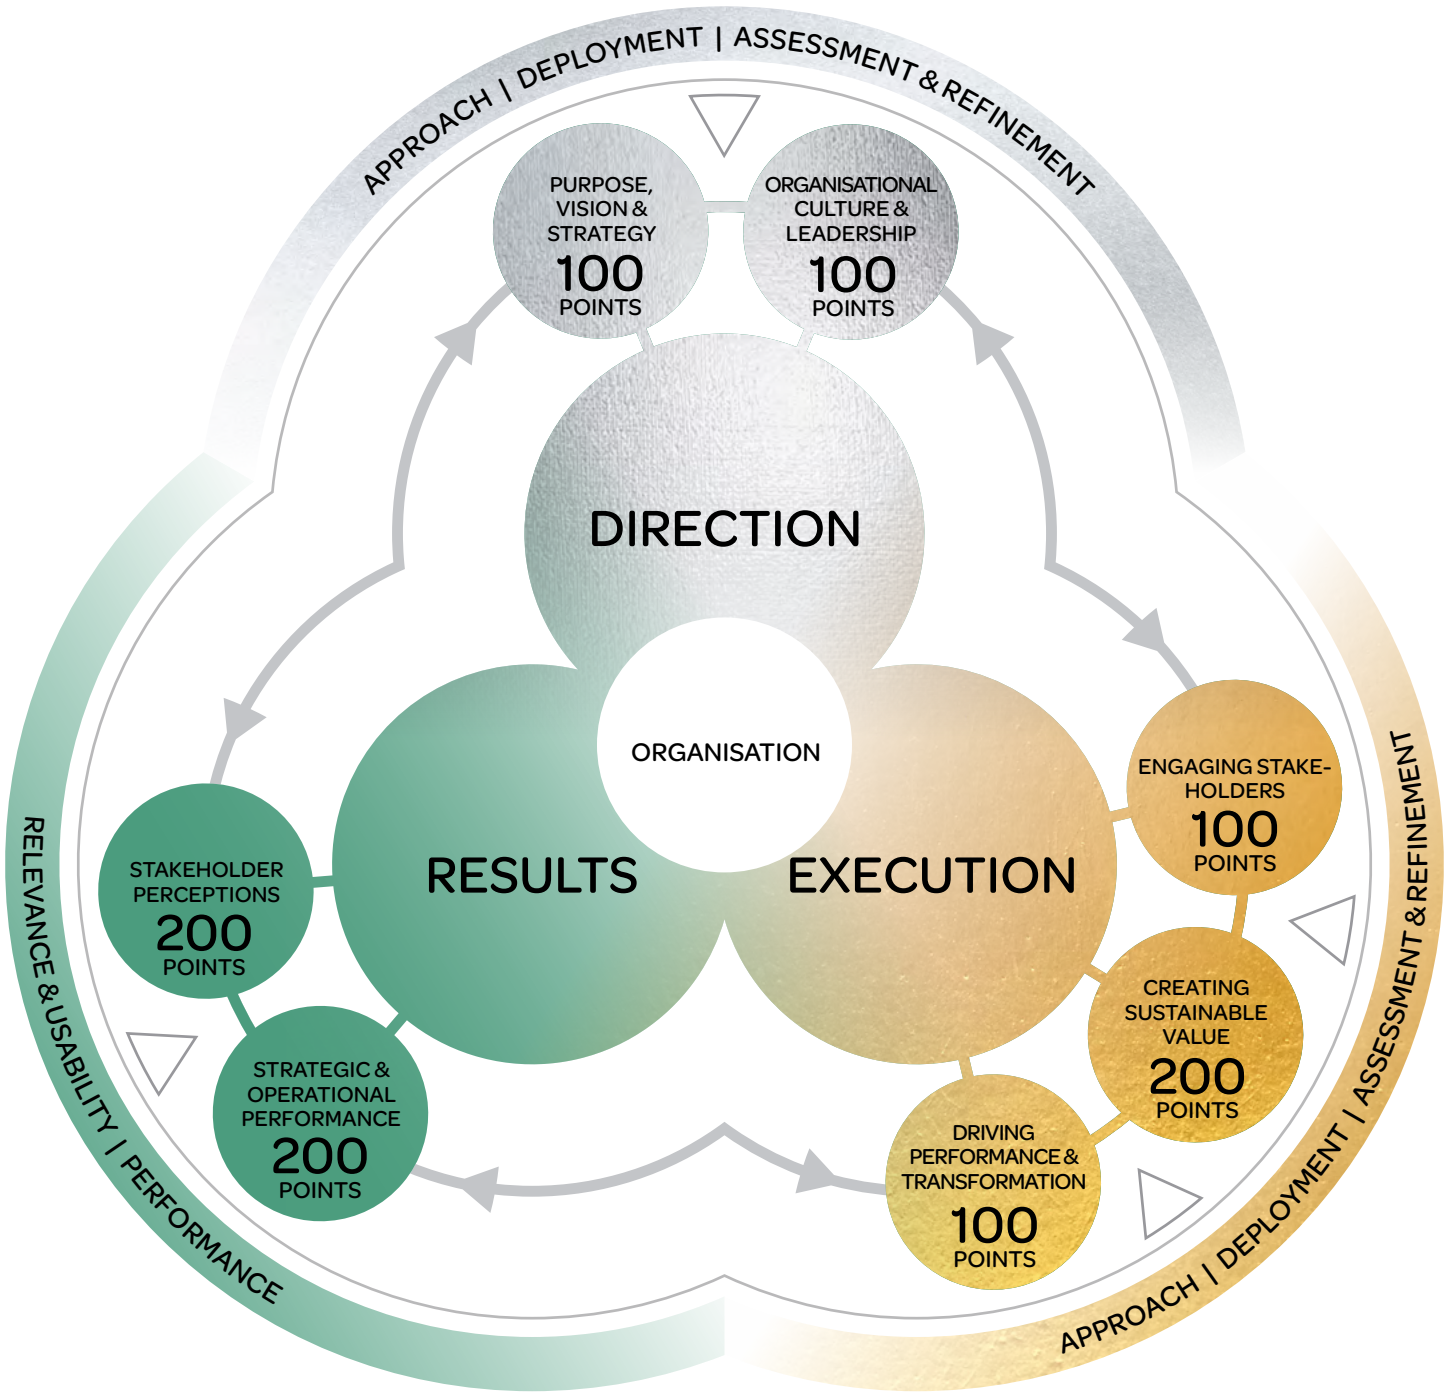 APPROACH | DEPLOYMENT | ASSESSMENT & REFINEMENT
PURPOSE,
VISION &
STRATEGY
100
POINTS
ORGANISATIONAL
CULTURE &
LEADERSHIP
100
POINTS
DIRECTION
ORGANISATION
RESULTS
EXECUTION
ENGAGING STAKE-
HOLDERS
100
POINTS
CREATING
SUSTAINABLE
VALUE
200
POINTS
DRIVING
PERFORMANCE &
TRANSFORMATION
100
POINTS
APPROACH | DEPLOYMENT | ASSESSMENT & REFINEMENT
STAKEHOLDER
PERCEPTIONS
200
POINTS
STRATEGIC &
OPERATIONAL
PERFORMANCE
200
POINTS
RELEVANCE & USABILITY | PERFORMANCE